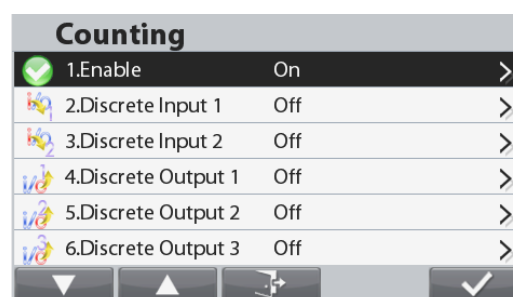 Counting
1.Enable On
2.Discrete Input 1 Off
3.Discrete Input 2 Off
4.Discrete Output 1 Off
5.Discrete Output 2 Off
6.Discrete Output 3 Off